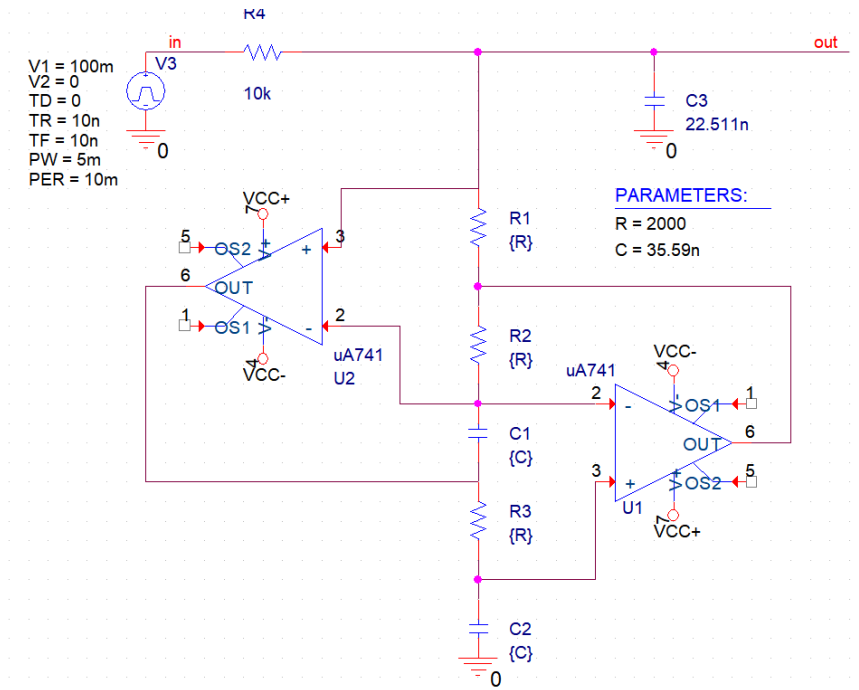 R4
in
out
V3
V1 = 100m
V2 = 0
TD = 0
TR = 10n
TF = 10n
PW = 5m
PER = 10m
10k
C3
22.511n
0
0
VCC+
7
PARAMETERS:
R = 2000
C = 35.59n
5
OS2
V+
+
3
R1
{R}
6
OUT
1
OS1
V-
-
2
R2
{R}
4
VCC-
uA741
U2
uA741
VCC-
4
2
-
V-
OS1
1
C1
{C}
OUT
6
3
+
V+
OS2
5
R3
{R}
U1
7
VCC+
C2
{C}
0